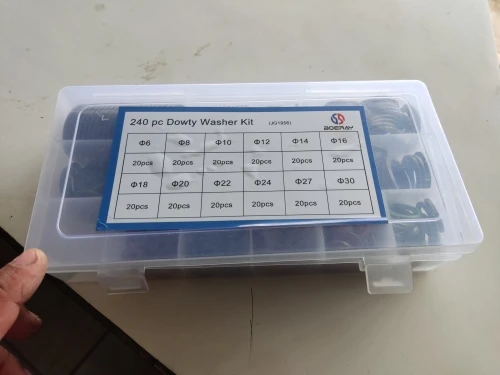 240 pc Dowty Washer Kit (JG1956) BOERAY
Φ6 Φ8 Φ10 Φ12 Φ14 Φ16
20pcs 20pcs 20pcs 20pcs 20pcs 20pcs
Φ18 Φ20 Φ22 Φ24 Φ27 Φ30
20pcs 20pcs 20pcs 20pcs 20pcs 20pcs